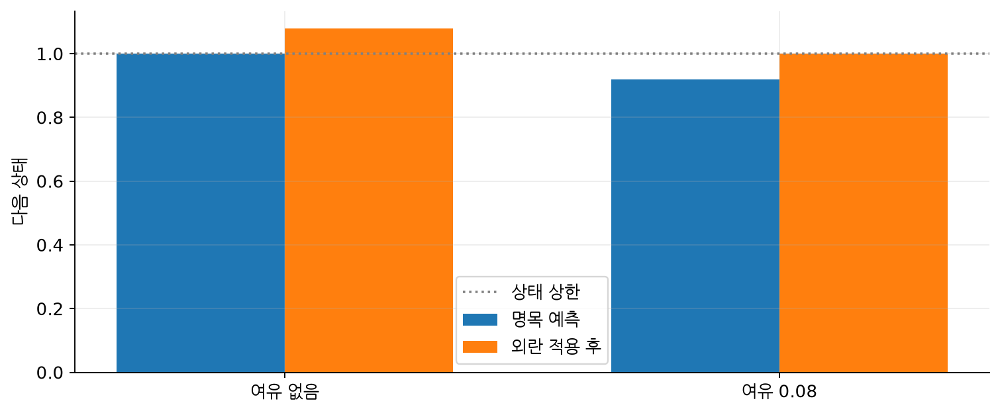 다음 상태
1.0
0.8
0.6
0.4
0.2
0.0
상태 상한
명목 예측
외란 적용 후
여유 없음
여유 0.08